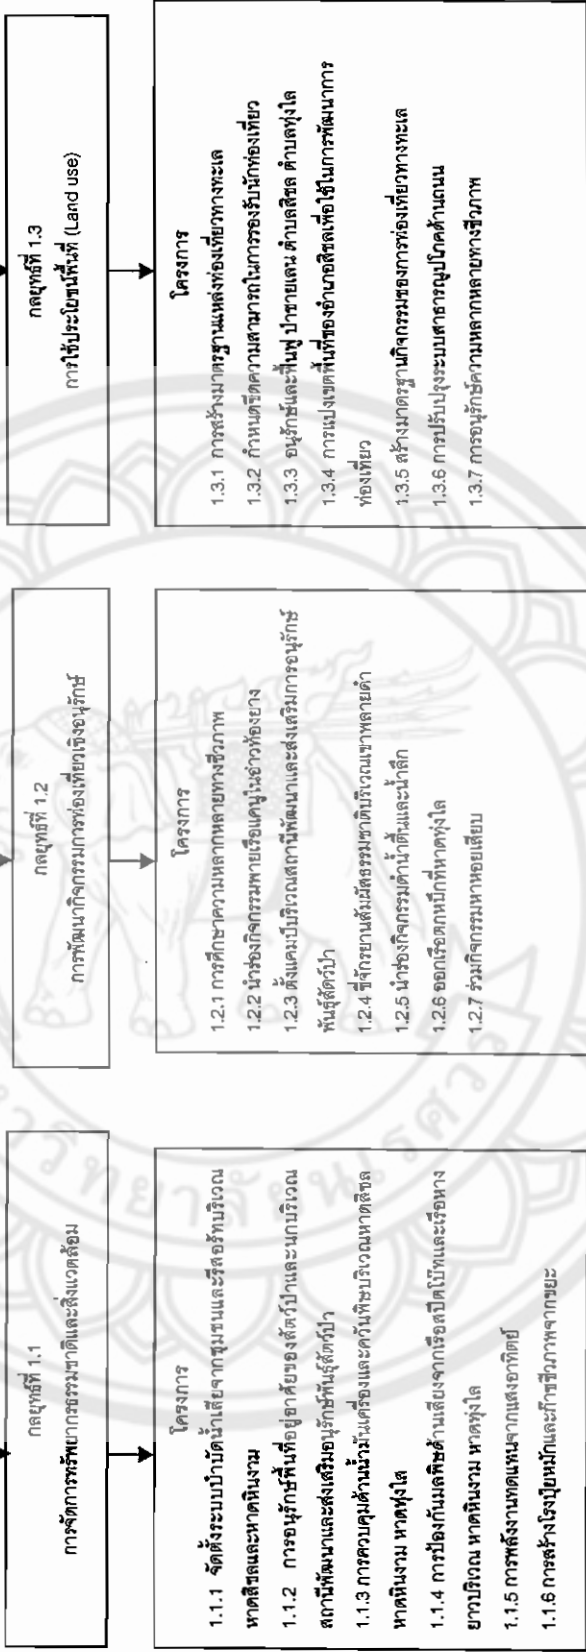 กลยุทธ์ที่ 1.1
การจัดการทรัพยากรธรรมชาติและสิ่งแวดล้อม
โครงการ
1.1.1 จัดตั้งระบบบำบัดน้ำเสียจากชุมชนและรีสอร์ทบริเวณ
หาดสิชลและหาดหินงาม
1.1.2 การอนุรักษ์พื้นที่อยู่อาศัยของสัตว์ป่าและนกบริเวณ
สถานีพัฒนาและส่งเสริมอนุรักษ์พันธุ์สัตว์ป่า
1.1.3 การควบคุมด้านน้ำมันเครื่องและควันพิษบริเวณหาดสิชล
หาดหินงาม หาดทุ่งใส
1.1.4 การป้องกันมลพิษด้านเสียงจากเรือสปีดโบ๊ทและเรือหาง
ยาวบริเวณ หาดหินงาม หาดทุ่งใส
1.1.5 การพลังงานทดแทนจากแสงอาทิตย์
1.1.6 การสร้างโรงปุ๋ยหมักและก๊าซชีวภาพจากขยะ
กลยุทธ์ที่ 1.2
การพัฒนากิจกรรมการท่องเที่ยวเชิงอนุรักษ์
โครงการ
1.2.1 การศึกษาความหลากหลายทางชีวภาพ
1.2.2 นำร่องกิจกรรมพายเรือแคนูในอ่าวท้องยาง
1.2.3 ตั้งแคมป์บริเวณสถานีพัฒนาและส่งเสริมการอนุรักษ์
พันธุ์สัตว์ป่า
1.2.4 ขี่จักรยานสัมผัสธรรมชาติบริเวณเขาพลายดำ
1.2.5 นำร่องกิจกรรมดำน้ำตื้นและน้ำลึก
1.2.6 ออกเรือตกหมึกที่หาดทุ่งใส
1.2.7 ร่วมกิจกรรมหาหอยเสียบ
กลยุทธ์ที่ 1.3
การใช้ประโยชน์พื้นที่ (Land use)
โครงการ
1.3.1 การสร้างมาตรฐานแหล่งท่องเที่ยวทางทะเล
1.3.2 กำหนดขีดความสามารถในการรองรับนักท่องเที่ยว
1.3.3 อนุรักษ์และฟื้นฟู ป่าชายเลน ตำบลสิชล ตำบลทุ่งใส
1.3.4 การแบ่งเขตพื้นที่ของอำเภอสิชลเพื่อใช้ในการพัฒนาการ
ท่องเที่ยว
1.3.5 สร้างมาตรฐานกิจกรรมของการท่องเที่ยวทางทะเล
1.3.6 การปรับปรุงระบบสาธารณูปโภคด้านถนน
1.3.7 การอนุรักษ์ความหลากหลายทางชีวภาพ